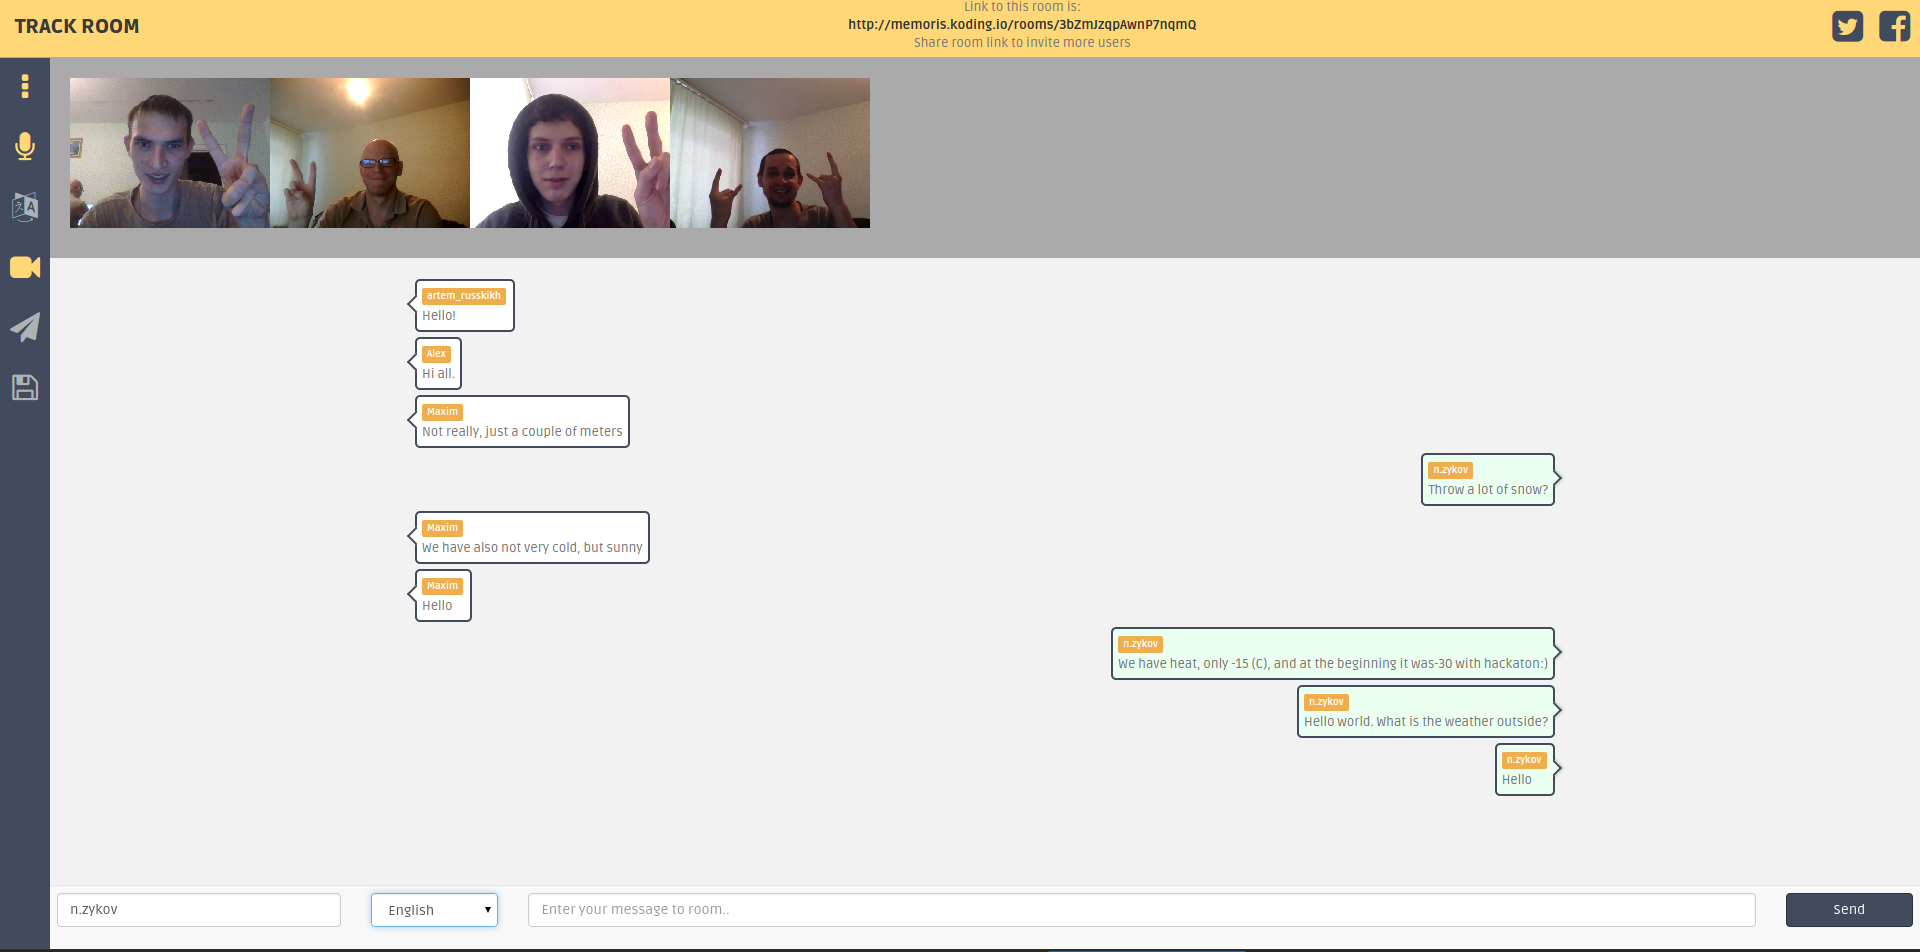 TRACK ROOM
Link to this room is:
http://memoris.koding.io/rooms/3bZmJzqpAwnP7nqmQ
Share room link to invite more users
artem_russkikh
Hello!
Alex
Hi all.
Maxim
Not really, just a couple of meters
n.zykov
Throw a lot of snow?
Maxim
We have also not very cold, but sunny
Maxim
Hello
n.zykov
We have heat, only -15 (C), and at the beginning it was-30 with hackaton:)
n.zykov
Hello world. What is the weather outside?
n.zykov
Hello
n.zykov
English
Enter your message to room..
Send